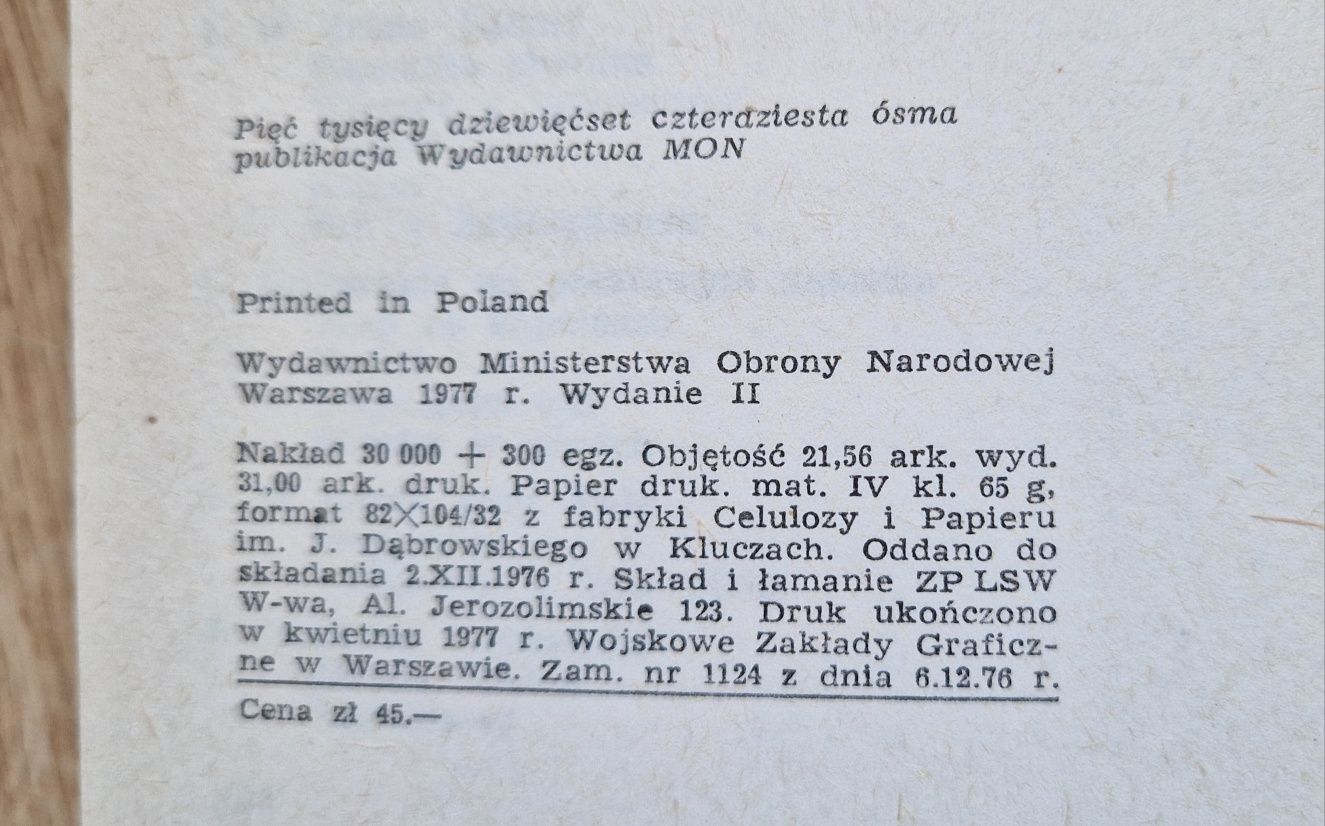 Pięć tysięcy dziewięćset czterdziesta ósma
publikacja Wydawnictwa MON
Printed in Poland
Wydawnictwo Ministerstwa Obrony Narodowej
Warszawa 1977 r. Wydanie II
Nakład 30 000 + 300 egz. Objętość 21,56 ark. wyd.
31,00 ark. druk. Papier druk. mat. IV kl. 65 g,
format 82×104/32 z fabryki Celulozy i Papieru
im. J. Dąbrowskiego w Kluczach. Oddano do
składania 2.XII.1976 r. Skład i łamanie ZP LSW
W-wa, Al. Jerozolimskie 123. Druk ukończono
w kwietniu 1977 r. Wojskowe Zakłady Graficz-
ne w Warszawie. Zam. nr 1124 z dnia 6.12.76 r.
Cena zł 45.—